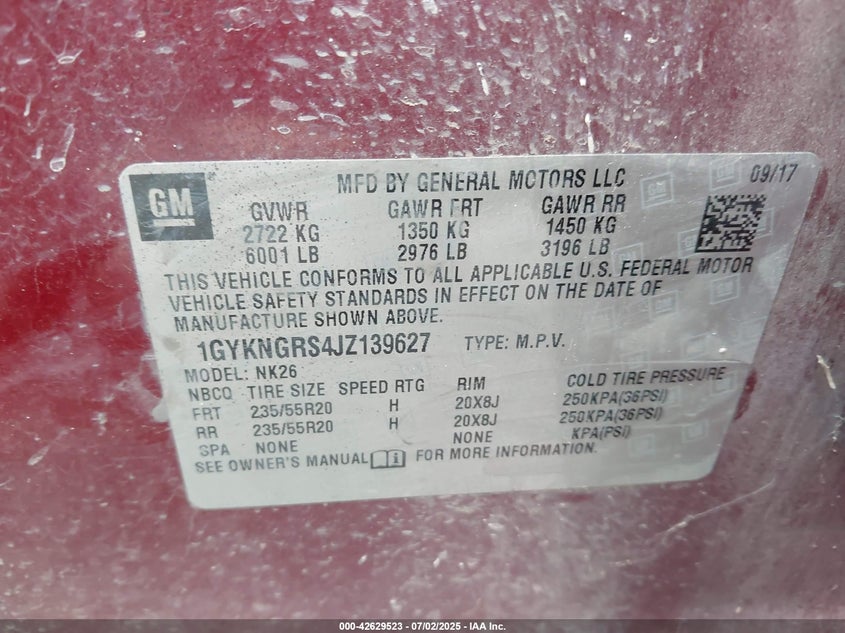 GM
MFD BY GENERAL MOTORS LLC 09/17
GVWR GAWR FRT GAWR RR
2722 KG 1350 KG 1450 KG
6001 LB 2976 LB 3196 LB
THIS VEHICLE CONFORMS TO ALL APPLICABLE U.S. FEDERAL MOTOR
VEHICLE SAFETY STANDARDS IN EFFECT ON THE DATE OF
MANUFACTURE SHOWN ABOVE.
1GYKNGRS4JZ139627 TYPE: M.P.V.
MODEL: NK26
NBCQ TIRE SIZE SPEED RTG RIM COLD TIRE PRESSURE
FRT 235/55R20 H 20X8J 250KPA(36PSI)
RR 235/55R20 H 20X8J 250KPA(36PSI)
SPA NONE NONE KPA(PSI)
SEE OWNER'S MANUAL FOR MORE INFORMATION.
000-42629523 | 07/02/2025 - IAA Inc.